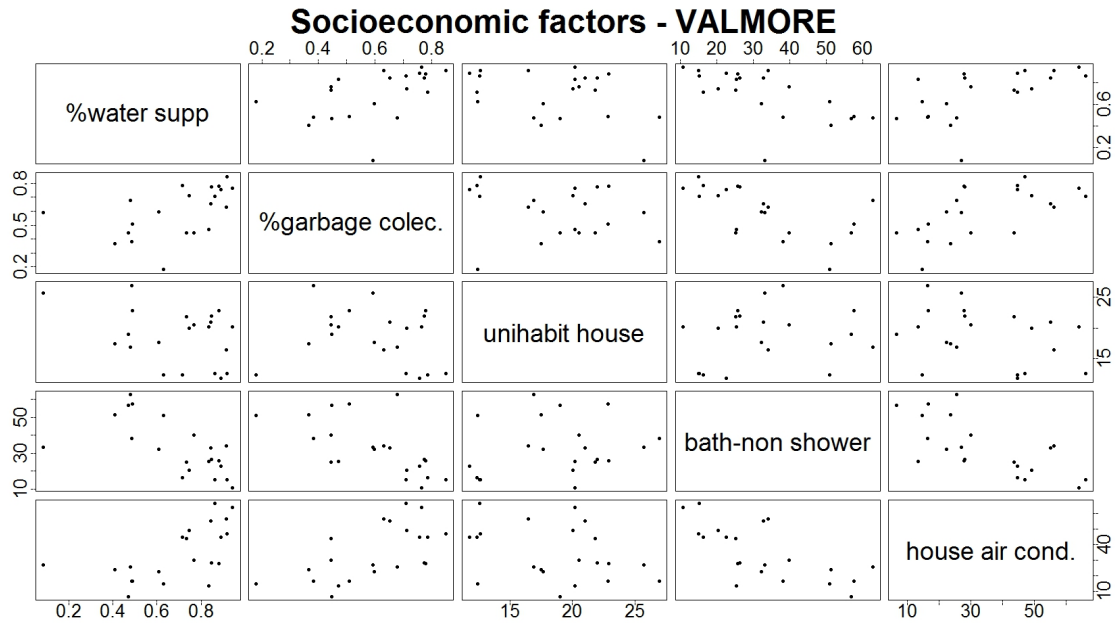 Socioeconomic factors - VALMORE
0.2 0.4 0.6 0.8
10 20 30 40 50 60
%water supp
0.2 0.6
0.2 0.5 0.8
%garbage colec.
unihabit house
15 25
10 30 50
bath-non shower
house air cond.
10 40
0.2 0.4 0.6 0.8
15 20 25
10 30 50